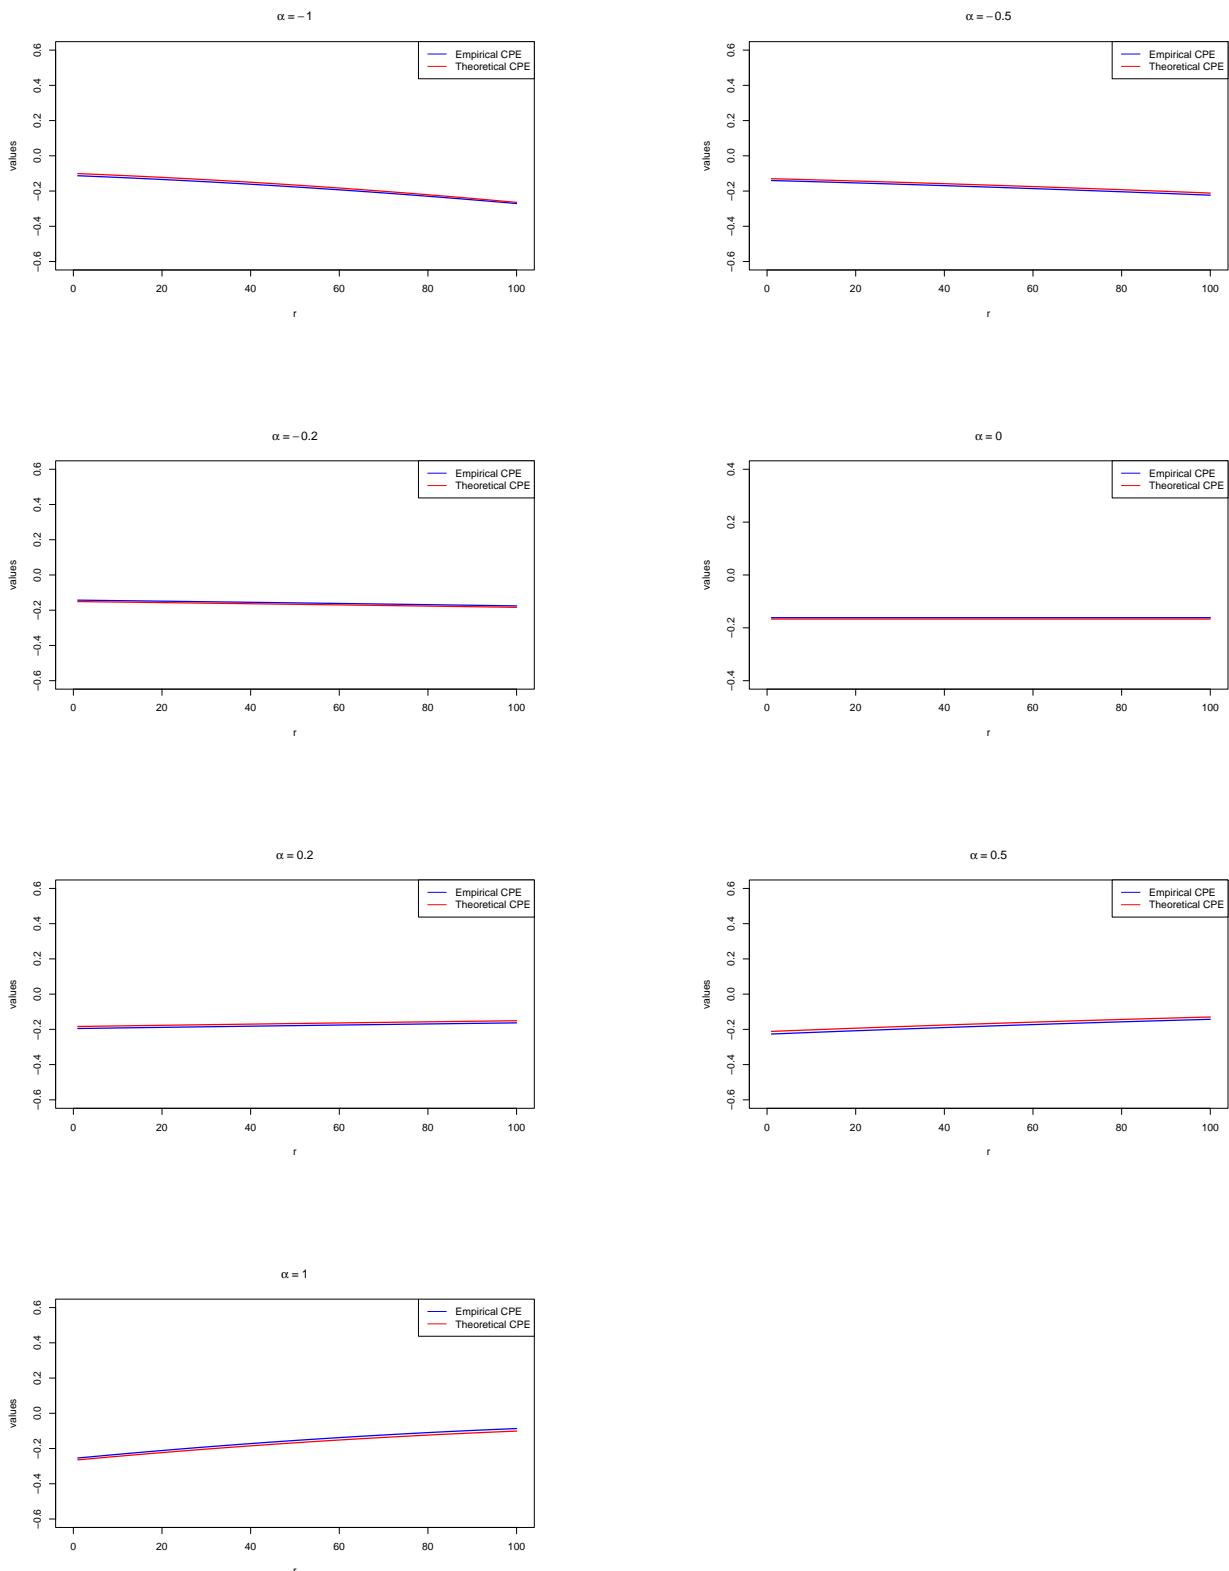 α = −1
Empirical CPE
Theoretical CPE
values
0.6
0.4
0.2
0.0
−0.2
−0.4
−0.6
0 20 40 60 80 100
r
α = −0.5
Empirical CPE
Theoretical CPE
values
0.6
0.4
0.2
0.0
−0.2
−0.4
−0.6
0 20 40 60 80 100
r
α = −0.2
Empirical CPE
Theoretical CPE
values
0.6
0.4
0.2
0.0
−0.2
−0.4
−0.6
0 20 40 60 80 100
r
α = 0
Empirical CPE
Theoretical CPE
values
0.4
0.2
0.0
−0.2
−0.4
0 20 40 60 80 100
r
α = 0.2
Empirical CPE
Theoretical CPE
values
0.6
0.4
0.2
0.0
−0.2
−0.4
−0.6
0 20 40 60 80 100
r
α = 0.5
Empirical CPE
Theoretical CPE
values
0.6
0.4
0.2
0.0
−0.2
−0.4
−0.6
0 20 40 60 80 100
r
α = 1
Empirical CPE
Theoretical CPE
values
0.6
0.4
0.2
0.0
−0.2
−0.4
−0.6
0 20 40 60 80 100
r